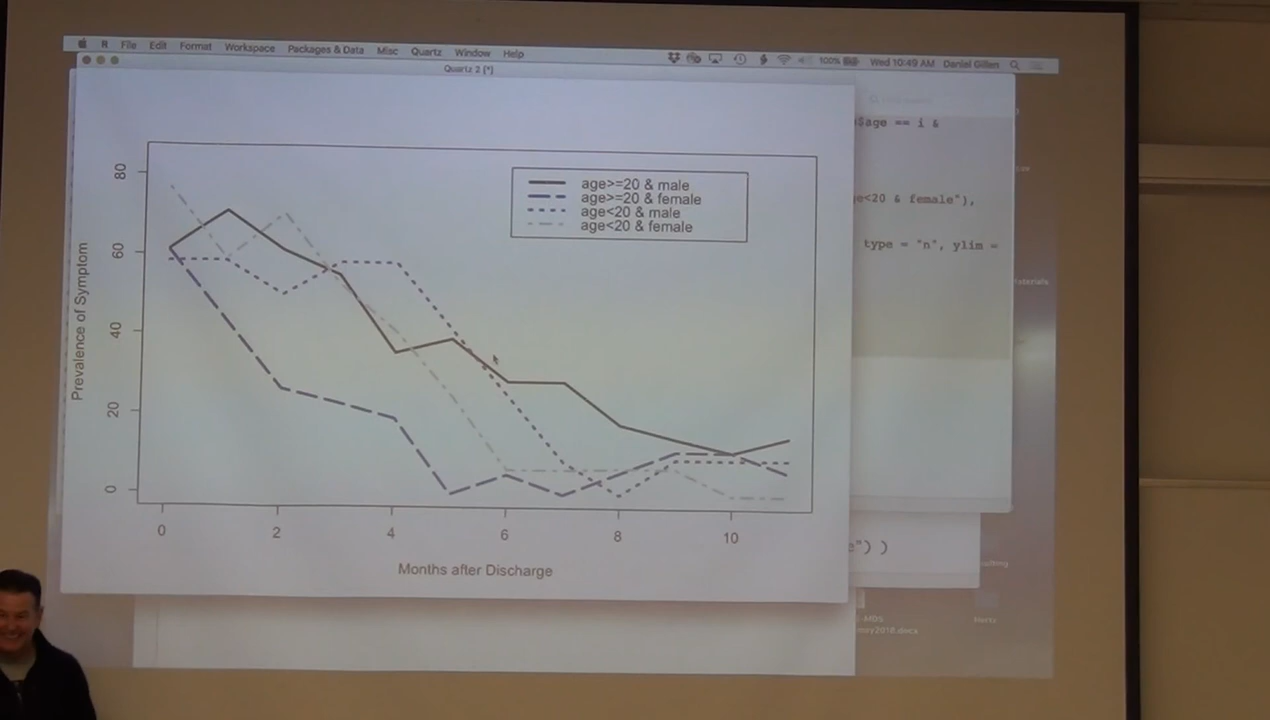 R File Edit Format Workspace Packages & Data Misc Quartz Window Help 100% Wed 10:49 AM Daniel Gillen
Quartz 2 [*]
$age == i &
age>=20 & male
age>=20 & female
age<20 & male
age<20 & female
<20 & female"),
type = "n", ylim =
80
60
40
20
0
Prevalence of Symptom
0 2 4 6 8 10
Months after Discharge
") )